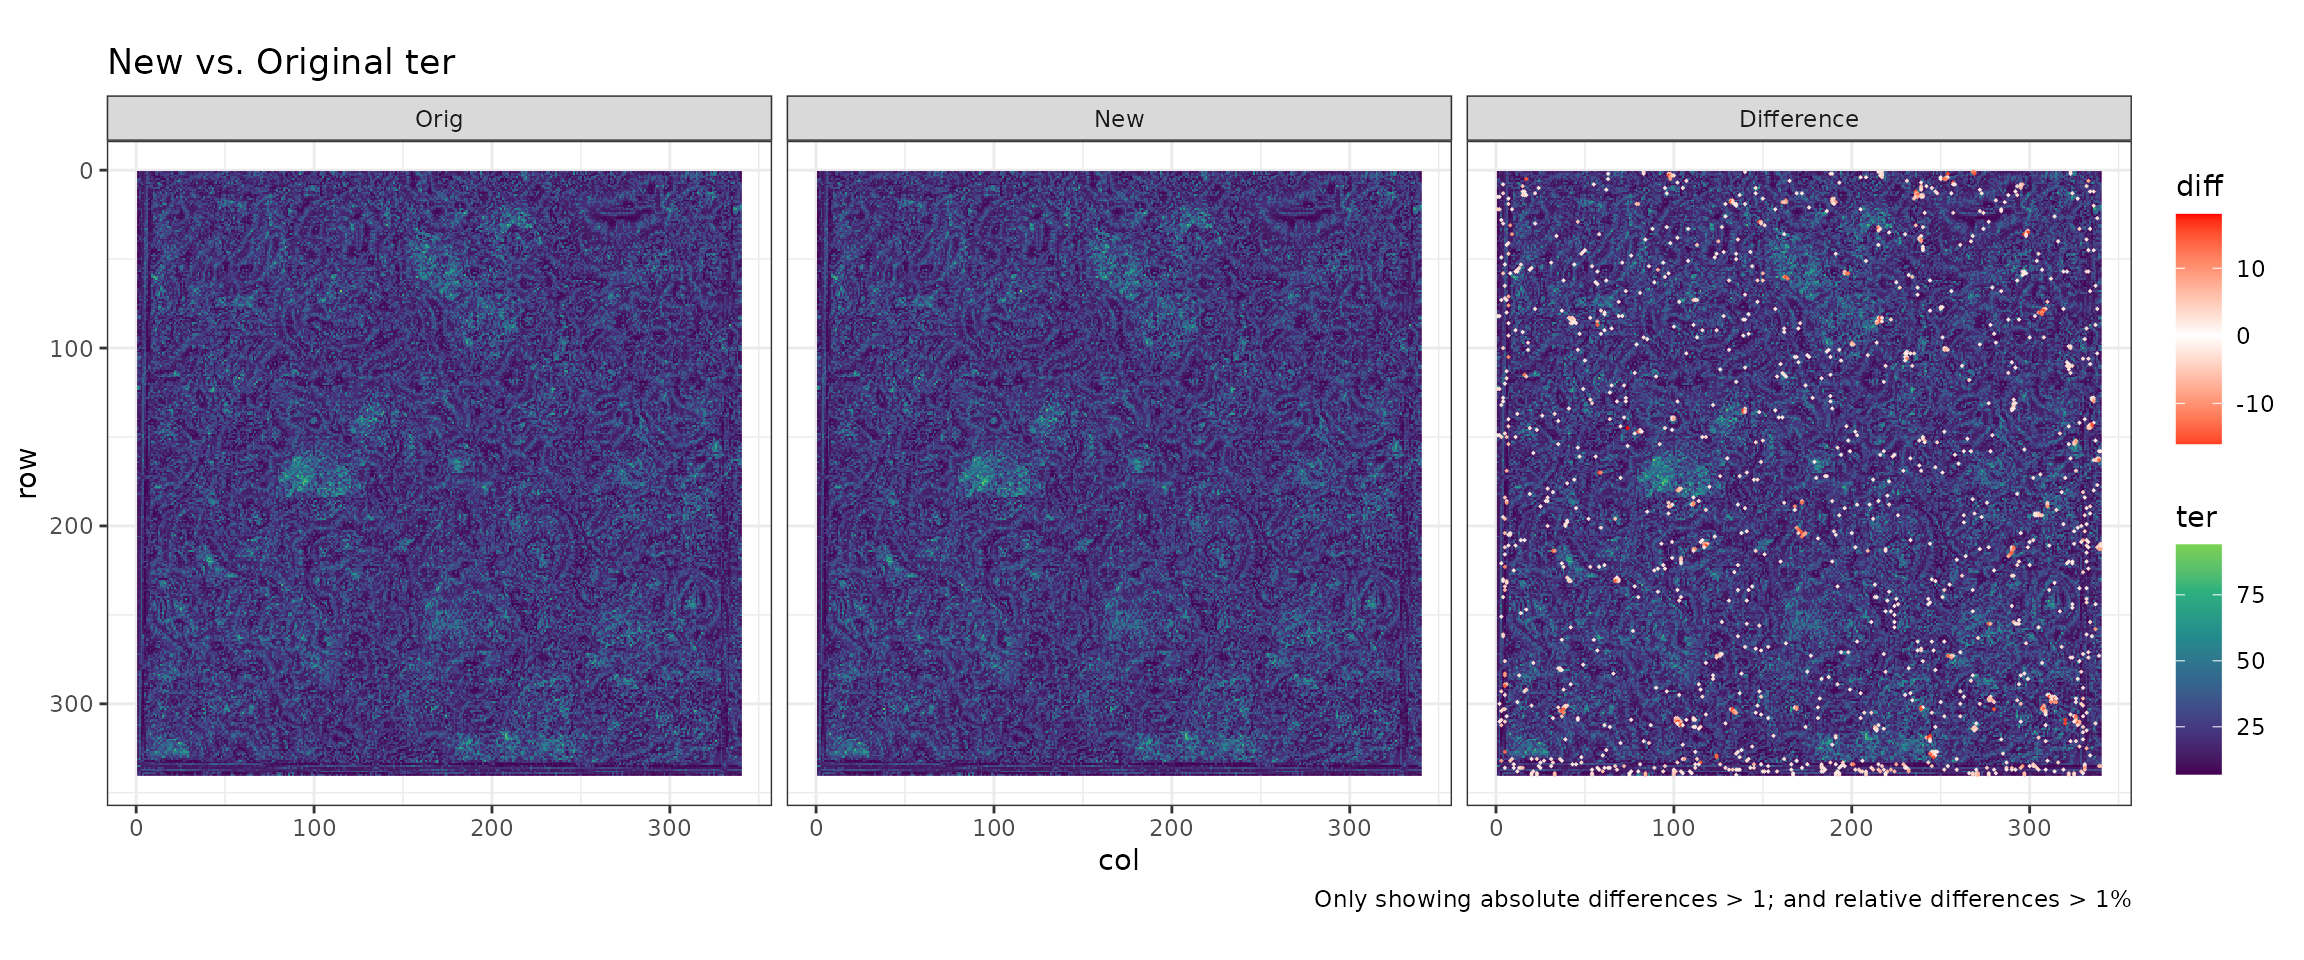 New vs. Original ter
Orig
New
Difference
0
100
200
300
row
0 100 200 300
0 100 200 300
0 100 200 300
col
diff
10
0
-10
ter
75
50
25
Only showing absolute differences > 1; and relative differences > 1%